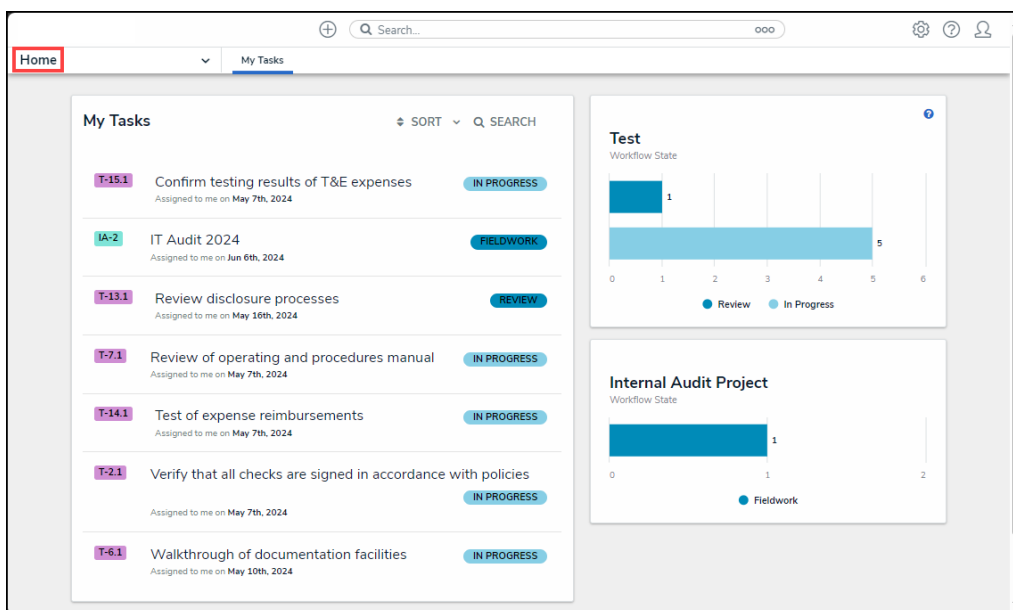 Search...
Home
My Tasks
My Tasks
SORT
SEARCH
T-15.1
Confirm testing results of T&E expenses
IN PROGRESS
Assigned to me on May 7th, 2024
IA-2
IT Audit 2024
FIELDWORK
Assigned to me on Jun 6th, 2024
T-13.1
Review disclosure processes
REVIEW
Assigned to me on May 16th, 2024
T-7.1
Review of operating and procedures manual
IN PROGRESS
Assigned to me on May 7th, 2024
T-14.1
Test of expense reimbursements
IN PROGRESS
Assigned to me on May 7th, 2024
T-2.1
Verify that all checks are signed in accordance with policies
IN PROGRESS
Assigned to me on May 7th, 2024
T-6.1
Walkthrough of documentation facilities
IN PROGRESS
Assigned to me on May 10th, 2024
Test
Workflow State
1
5
0 1 2 3 4 5 6
Review In Progress
Internal Audit Project
Workflow State
1
0 1 2
Fieldwork